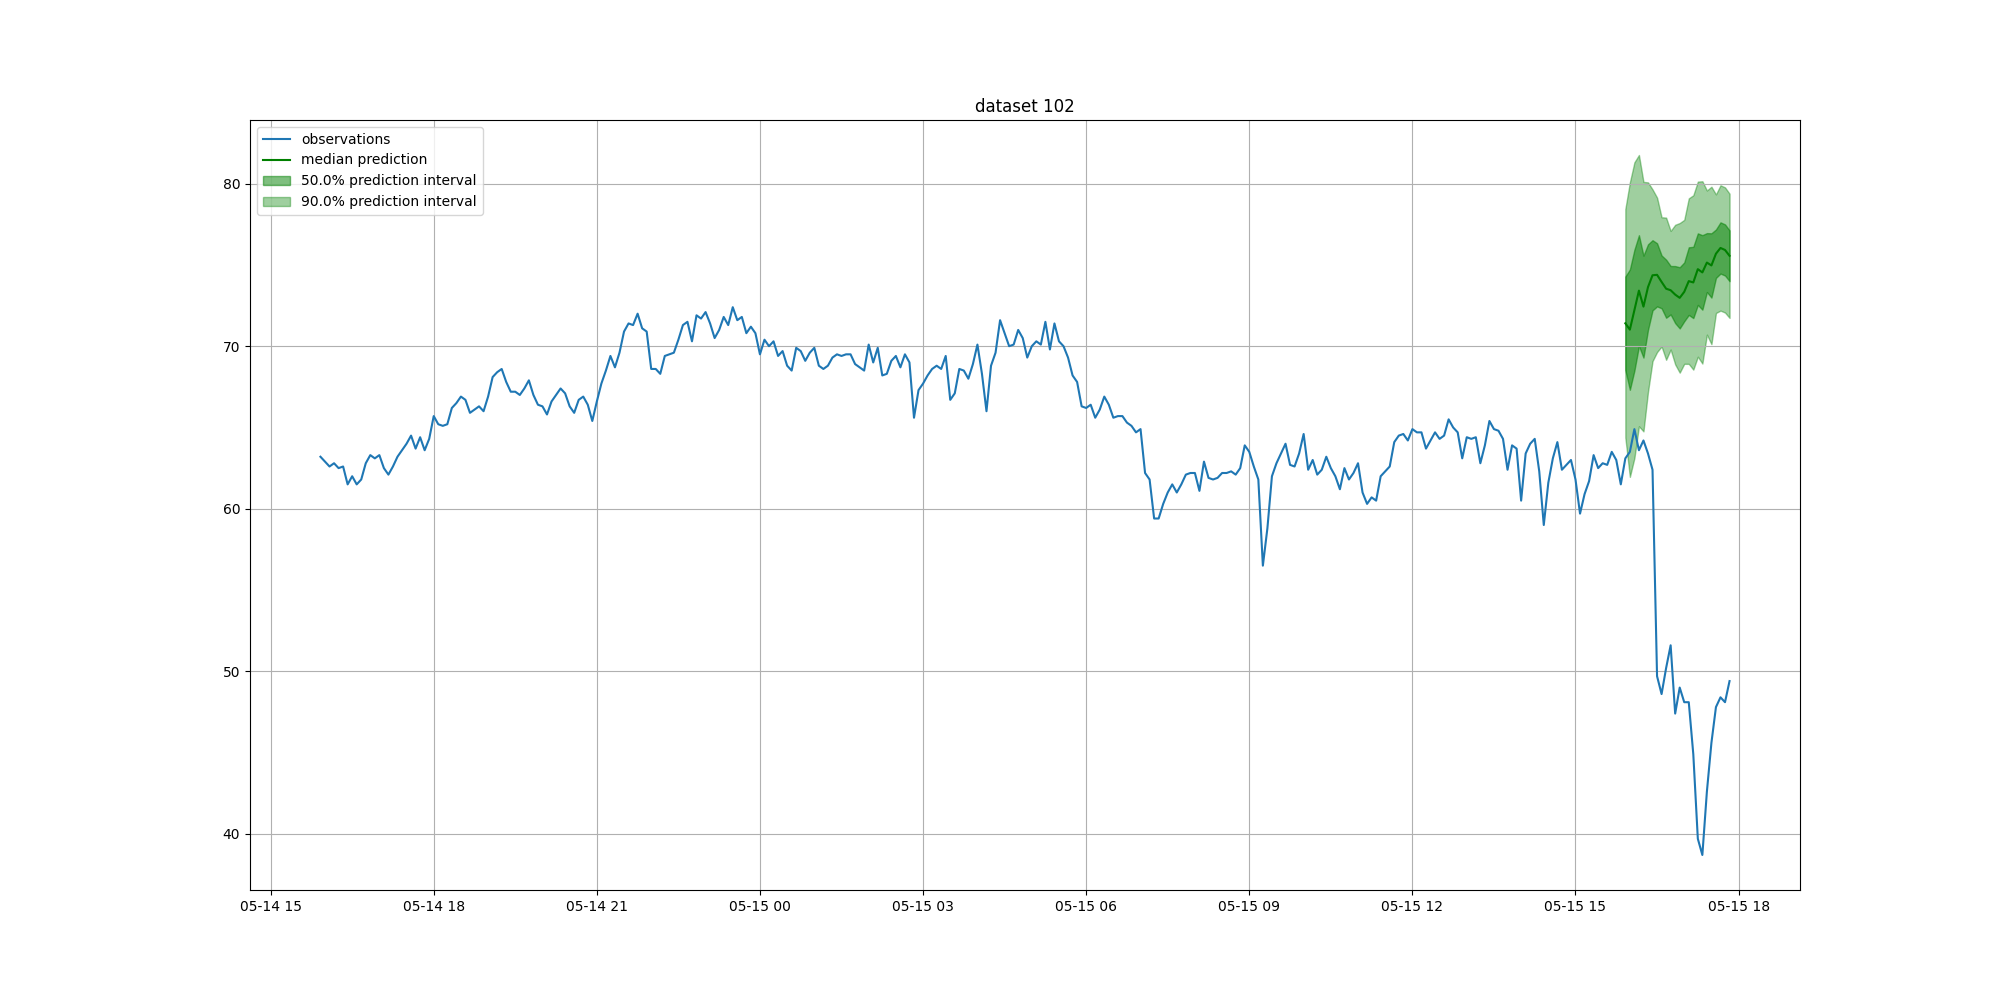 dataset 102
observations
median prediction
50.0% prediction interval
90.0% prediction interval
80
70
60
50
40
05-14 15 05-14 18 05-14 21 05-15 00 05-15 03 05-15 06 05-15 09 05-15 12 05-15 15 05-15 18